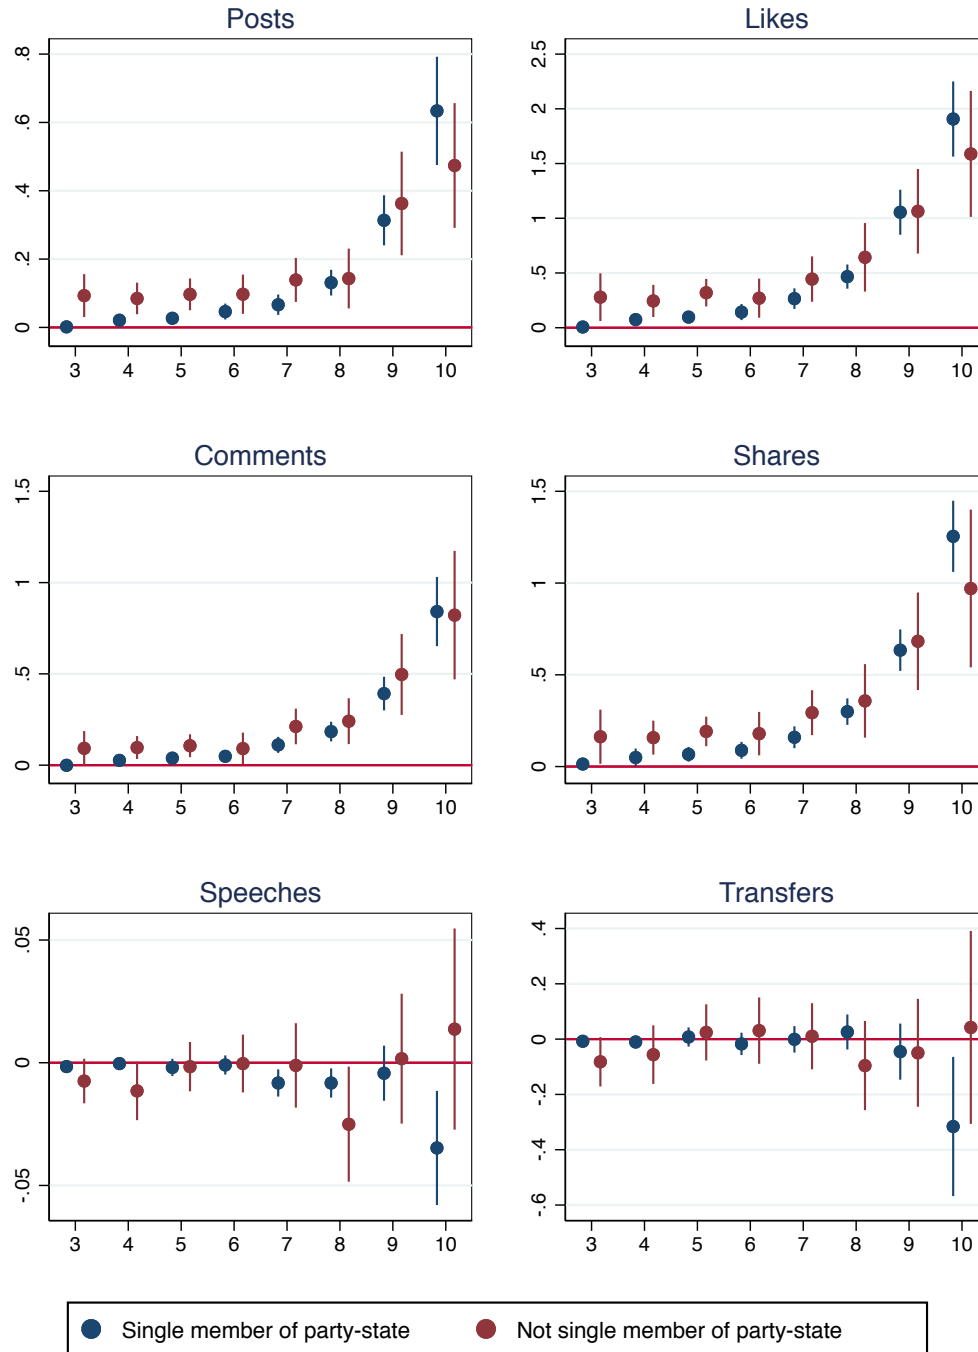 Posts
.8
.6
.4
.2
0
3 4 5 6 7 8 9 10
Likes
2.5
2
1.5
1
.5
0
3 4 5 6 7 8 9 10
Comments
1.5
1
.5
0
3 4 5 6 7 8 9 10
Shares
1.5
1
.5
0
3 4 5 6 7 8 9 10
Speeches
.05
0
-.05
3 4 5 6 7 8 9 10
Transfers
.4
.2
0
-.2
-.4
-.6
3 4 5 6 7 8 9 10
Single member of party-state
Not single member of party-state